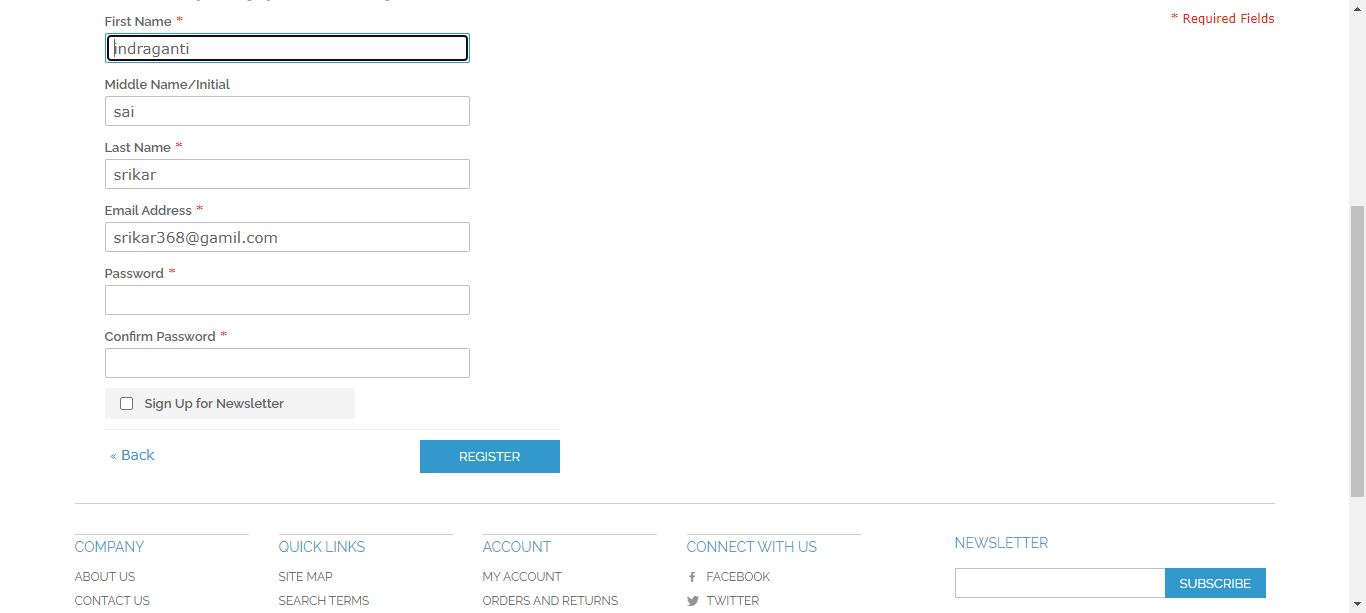 First Name *
* Required Fields
indraganti
Middle Name/Initial
sai
Last Name *
srikar
Email Address *
srikar368@gamil.com
Password *
Confirm Password *
Sign Up for Newsletter
« Back
REGISTER
COMPANY
ABOUT US
CONTACT US
QUICK LINKS
SITE MAP
SEARCH TERMS
ACCOUNT
MY ACCOUNT
ORDERS AND RETURNS
CONNECT WITH US
FACEBOOK
TWITTER
NEWSLETTER
SUBSCRIBE